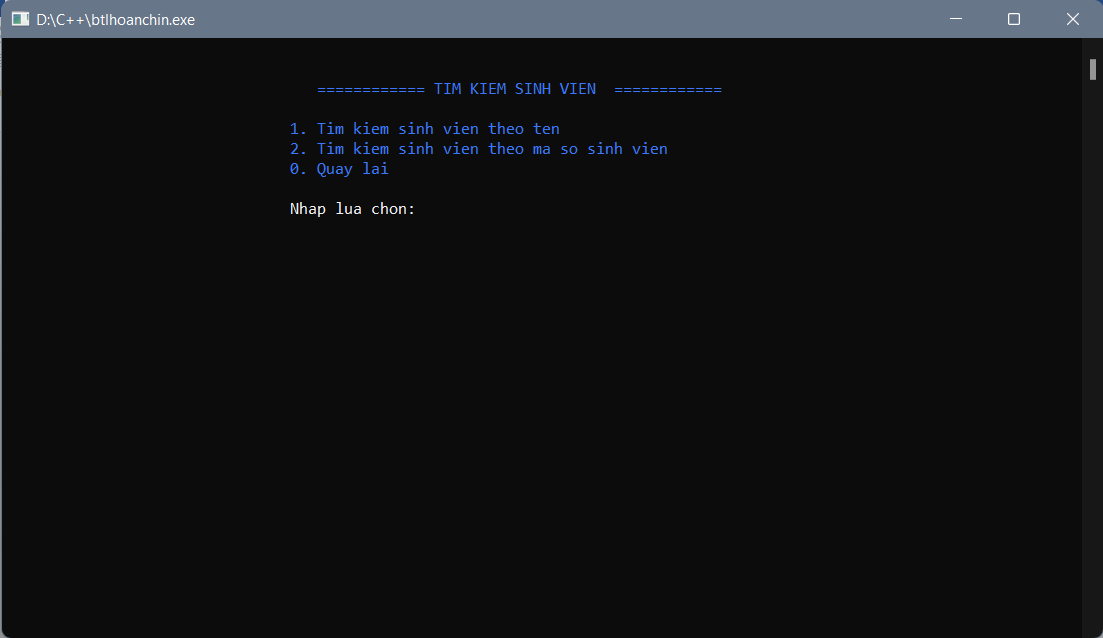 D:\C++\btlhoanchin.exe
============ TIM KIEM SINH VIEN  ============
1. Tim kiem sinh vien theo ten
2. Tim kiem sinh vien theo ma so sinh vien
0. Quay lai
Nhap lua chon: